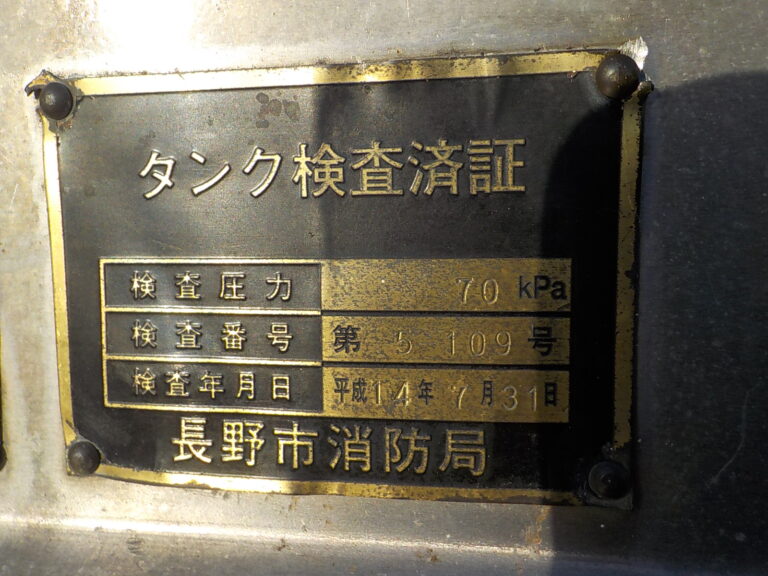 タンク検査済証
検査圧力 70 kPa
検査番号 第 5 109 号
検査年月日 平成14年 7月31日
長野市消防局